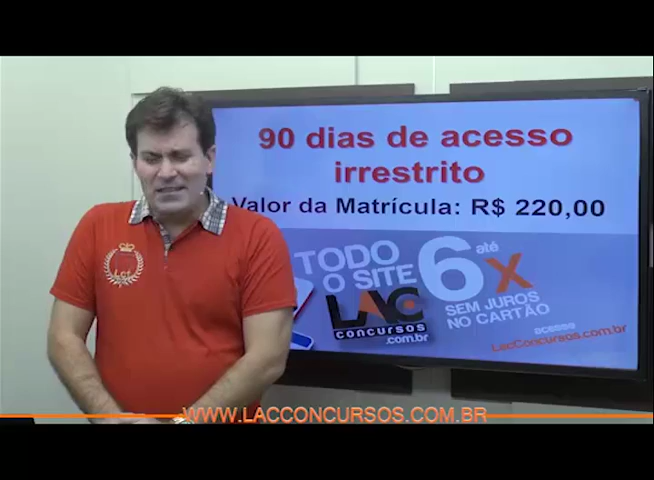 90 dias de acesso
irrestrito
Valor da Matrícula: R$ 220,00
TODO
O SITE
até
6x
SEM JUROS
NO CARTÃO
LAC
CONCURSOS
.com.br
acesse
LacConcursos.com.br
WWW.LACCONCURSOS.COM.BR